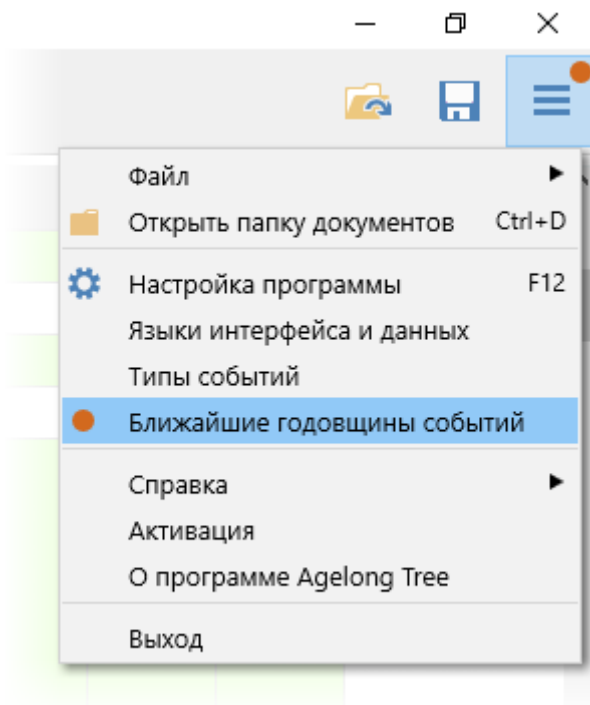 Файл
Открыть папку документов Ctrl+D
Настройка программы F12
Языки интерфейса и данных
Типы событий
Ближайшие годовщины событий
Справка
Активация
О программе Agelong Tree
Выход